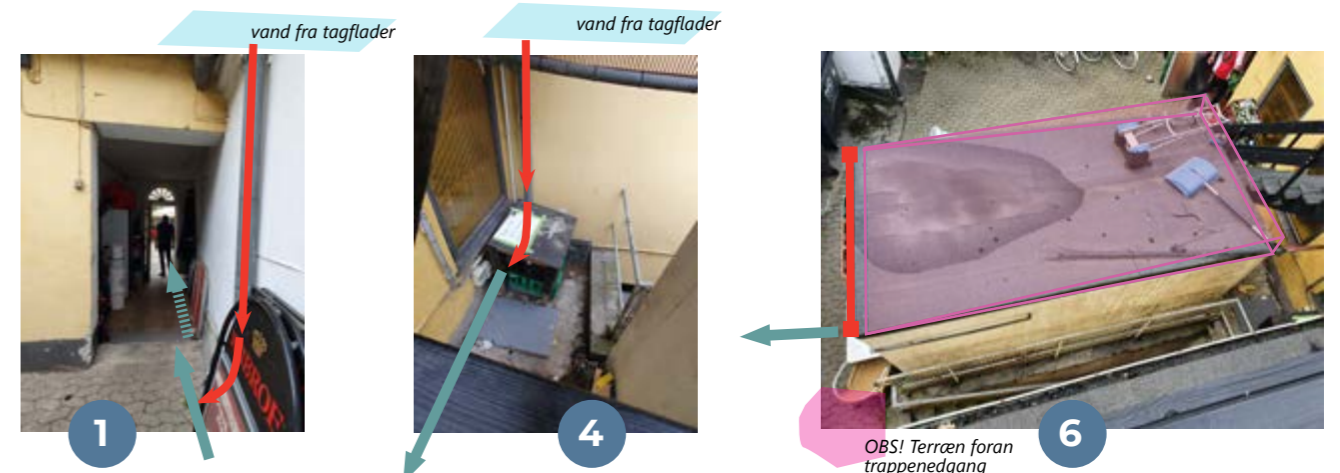 vand fra tagflader
vand fra tagflader
1
4
6
OBS! Terræn foran
trappenedgang